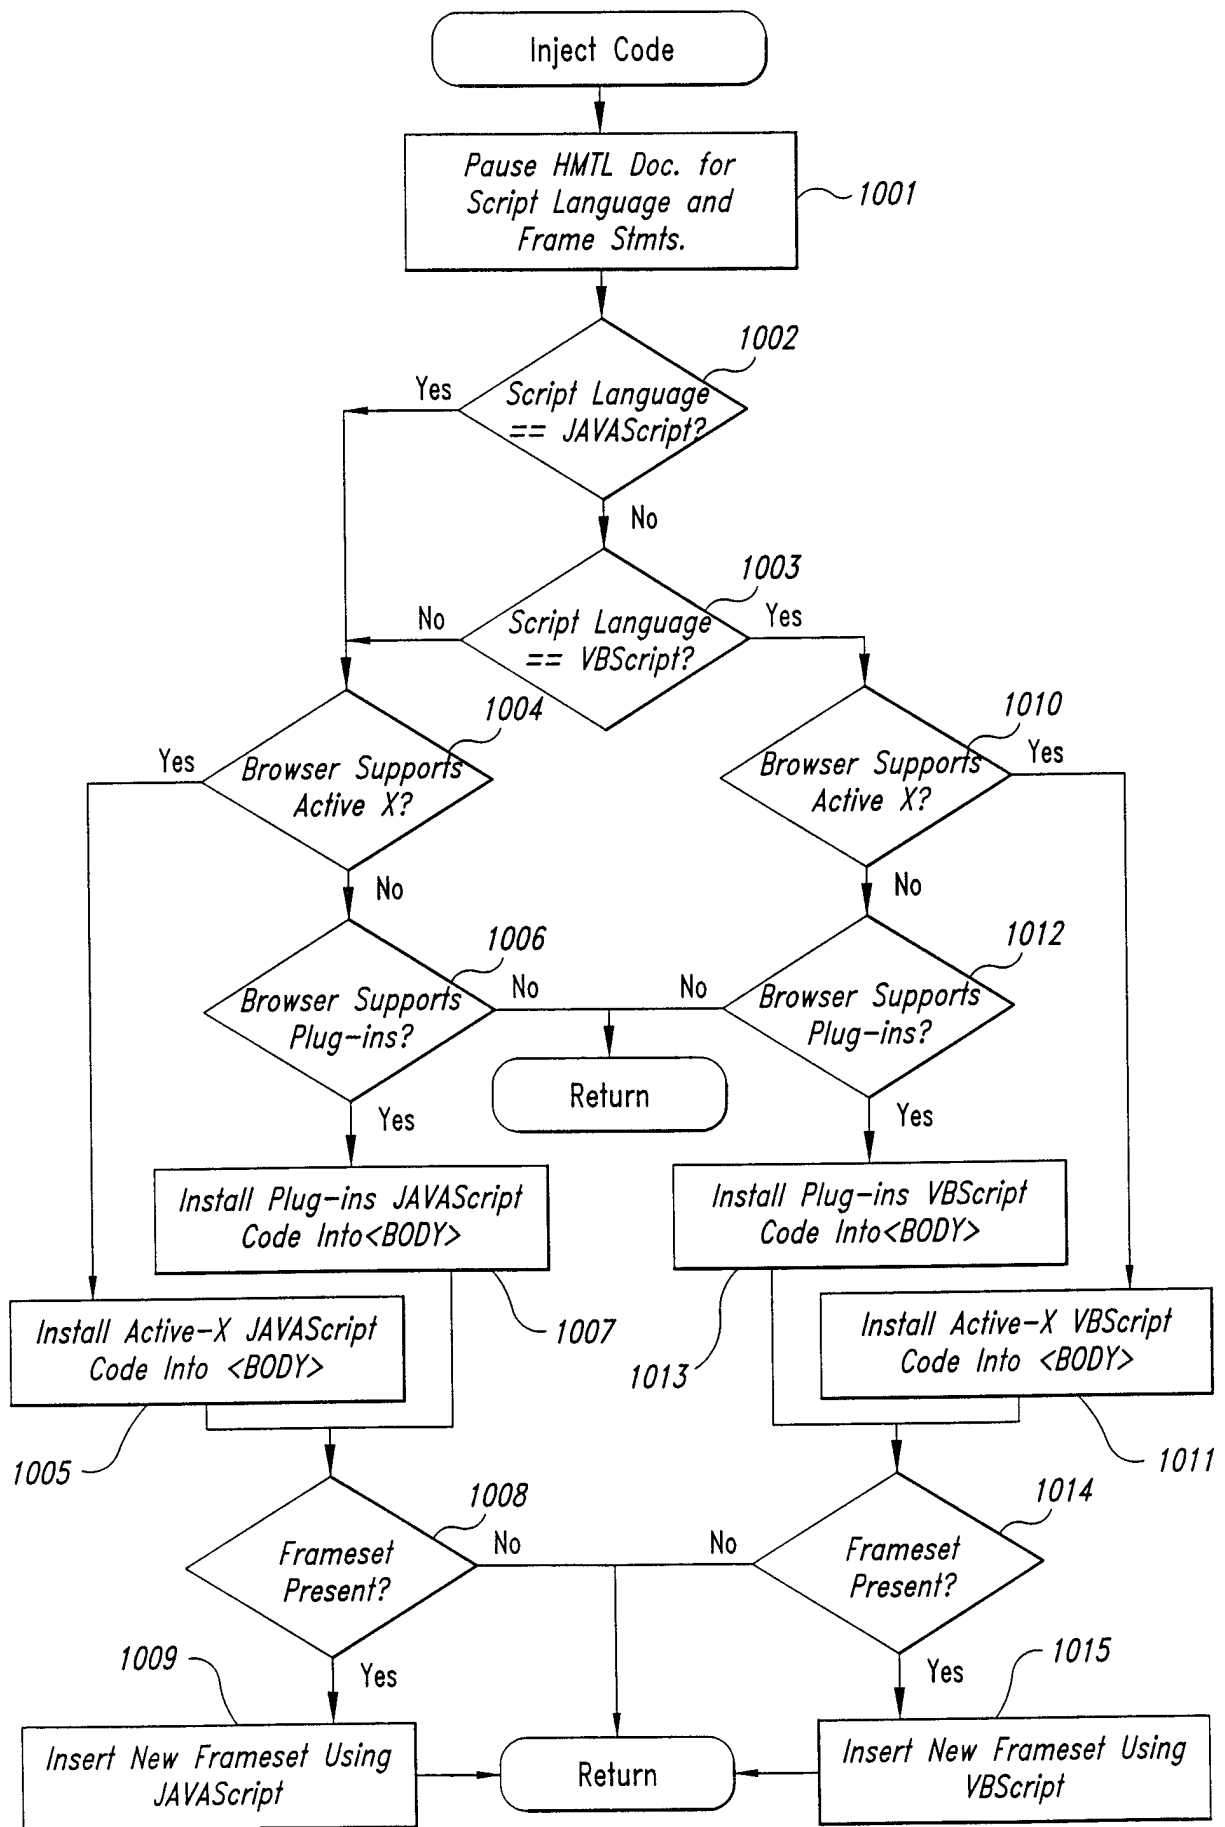 Inject Code
Pause HMTL Doc. for
Script Language and
Frame Stmts.
1001
1002
Yes
Script Language
== JAVAScript?
No
1003
No
Script Language
== VBScript?
Yes
1004
Yes
Browser Supports
Active X?
No
1010
Browser Supports
Active X?
Yes
No
1006
Browser Supports
Plug-ins?
No
1012
No
Browser Supports
Plug-ins?
Return
Yes
Yes
Install Plug-ins JAVAScript
Code Into<BODY>
1007
Install Plug-ins VBScript
Code Into<BODY>
1013
Install Active-X JAVAScript
Code Into <BODY>
1005
Install Active-X VBScript
Code Into <BODY>
1011
1008
Frameset
Present?
No
1014
No
Frameset
Present?
1009
Yes
Yes
1015
Insert New Frameset Using
JAVAScript
Return
Insert New Frameset Using
VBScript